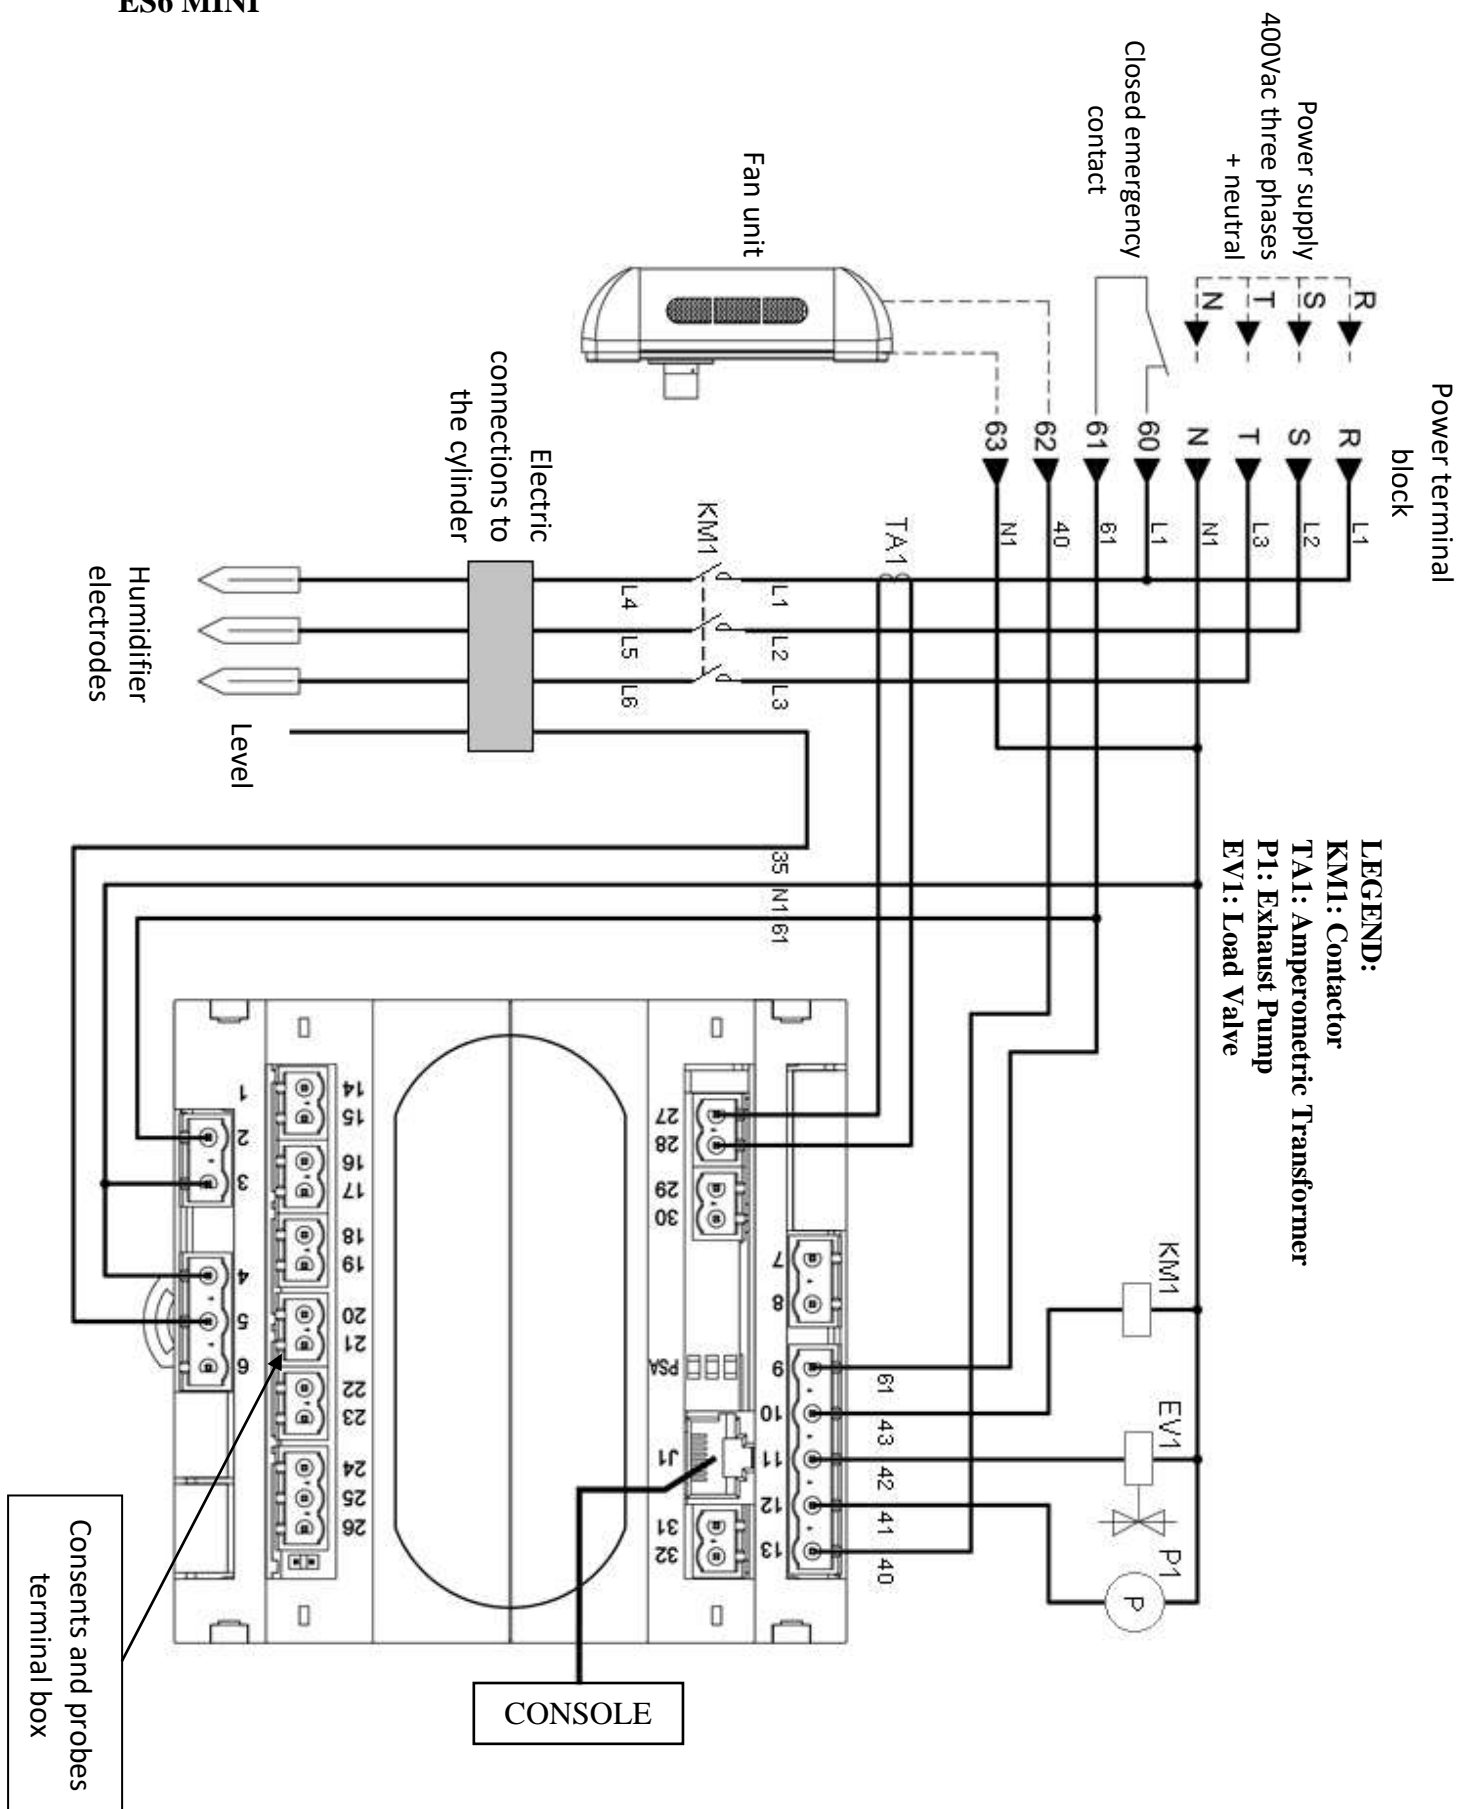 ES6 MINI
Power supply
400Vac three phases
+ neutral
Closed emergency
contact
Fan unit
R
S
T
N
Power terminal
block
R
S
T
N
60
61
62
63
L1
L2
L3
N1
L1
61
40
N1
TA1
KM1
L1
L2
L3
L4
L5
L6
Electric
connections to
the cylinder
Humidifier
electrodes
Level
35
N1
61
LEGEND:
KM1: Contactor
TA1: Amperometric Transformer
P1: Exhaust Pump
EV1: Load Valve
KM1
EV1
P1
P
61
43
42
41
40
1
2
3
4
5
6
14
15
16
17
18
19
20
21
22
23
24
25
26
27
28
29
30
PSA
J1
31
32
7
8
9
10
11
12
13
CONSOLE
Consents and probes
terminal box